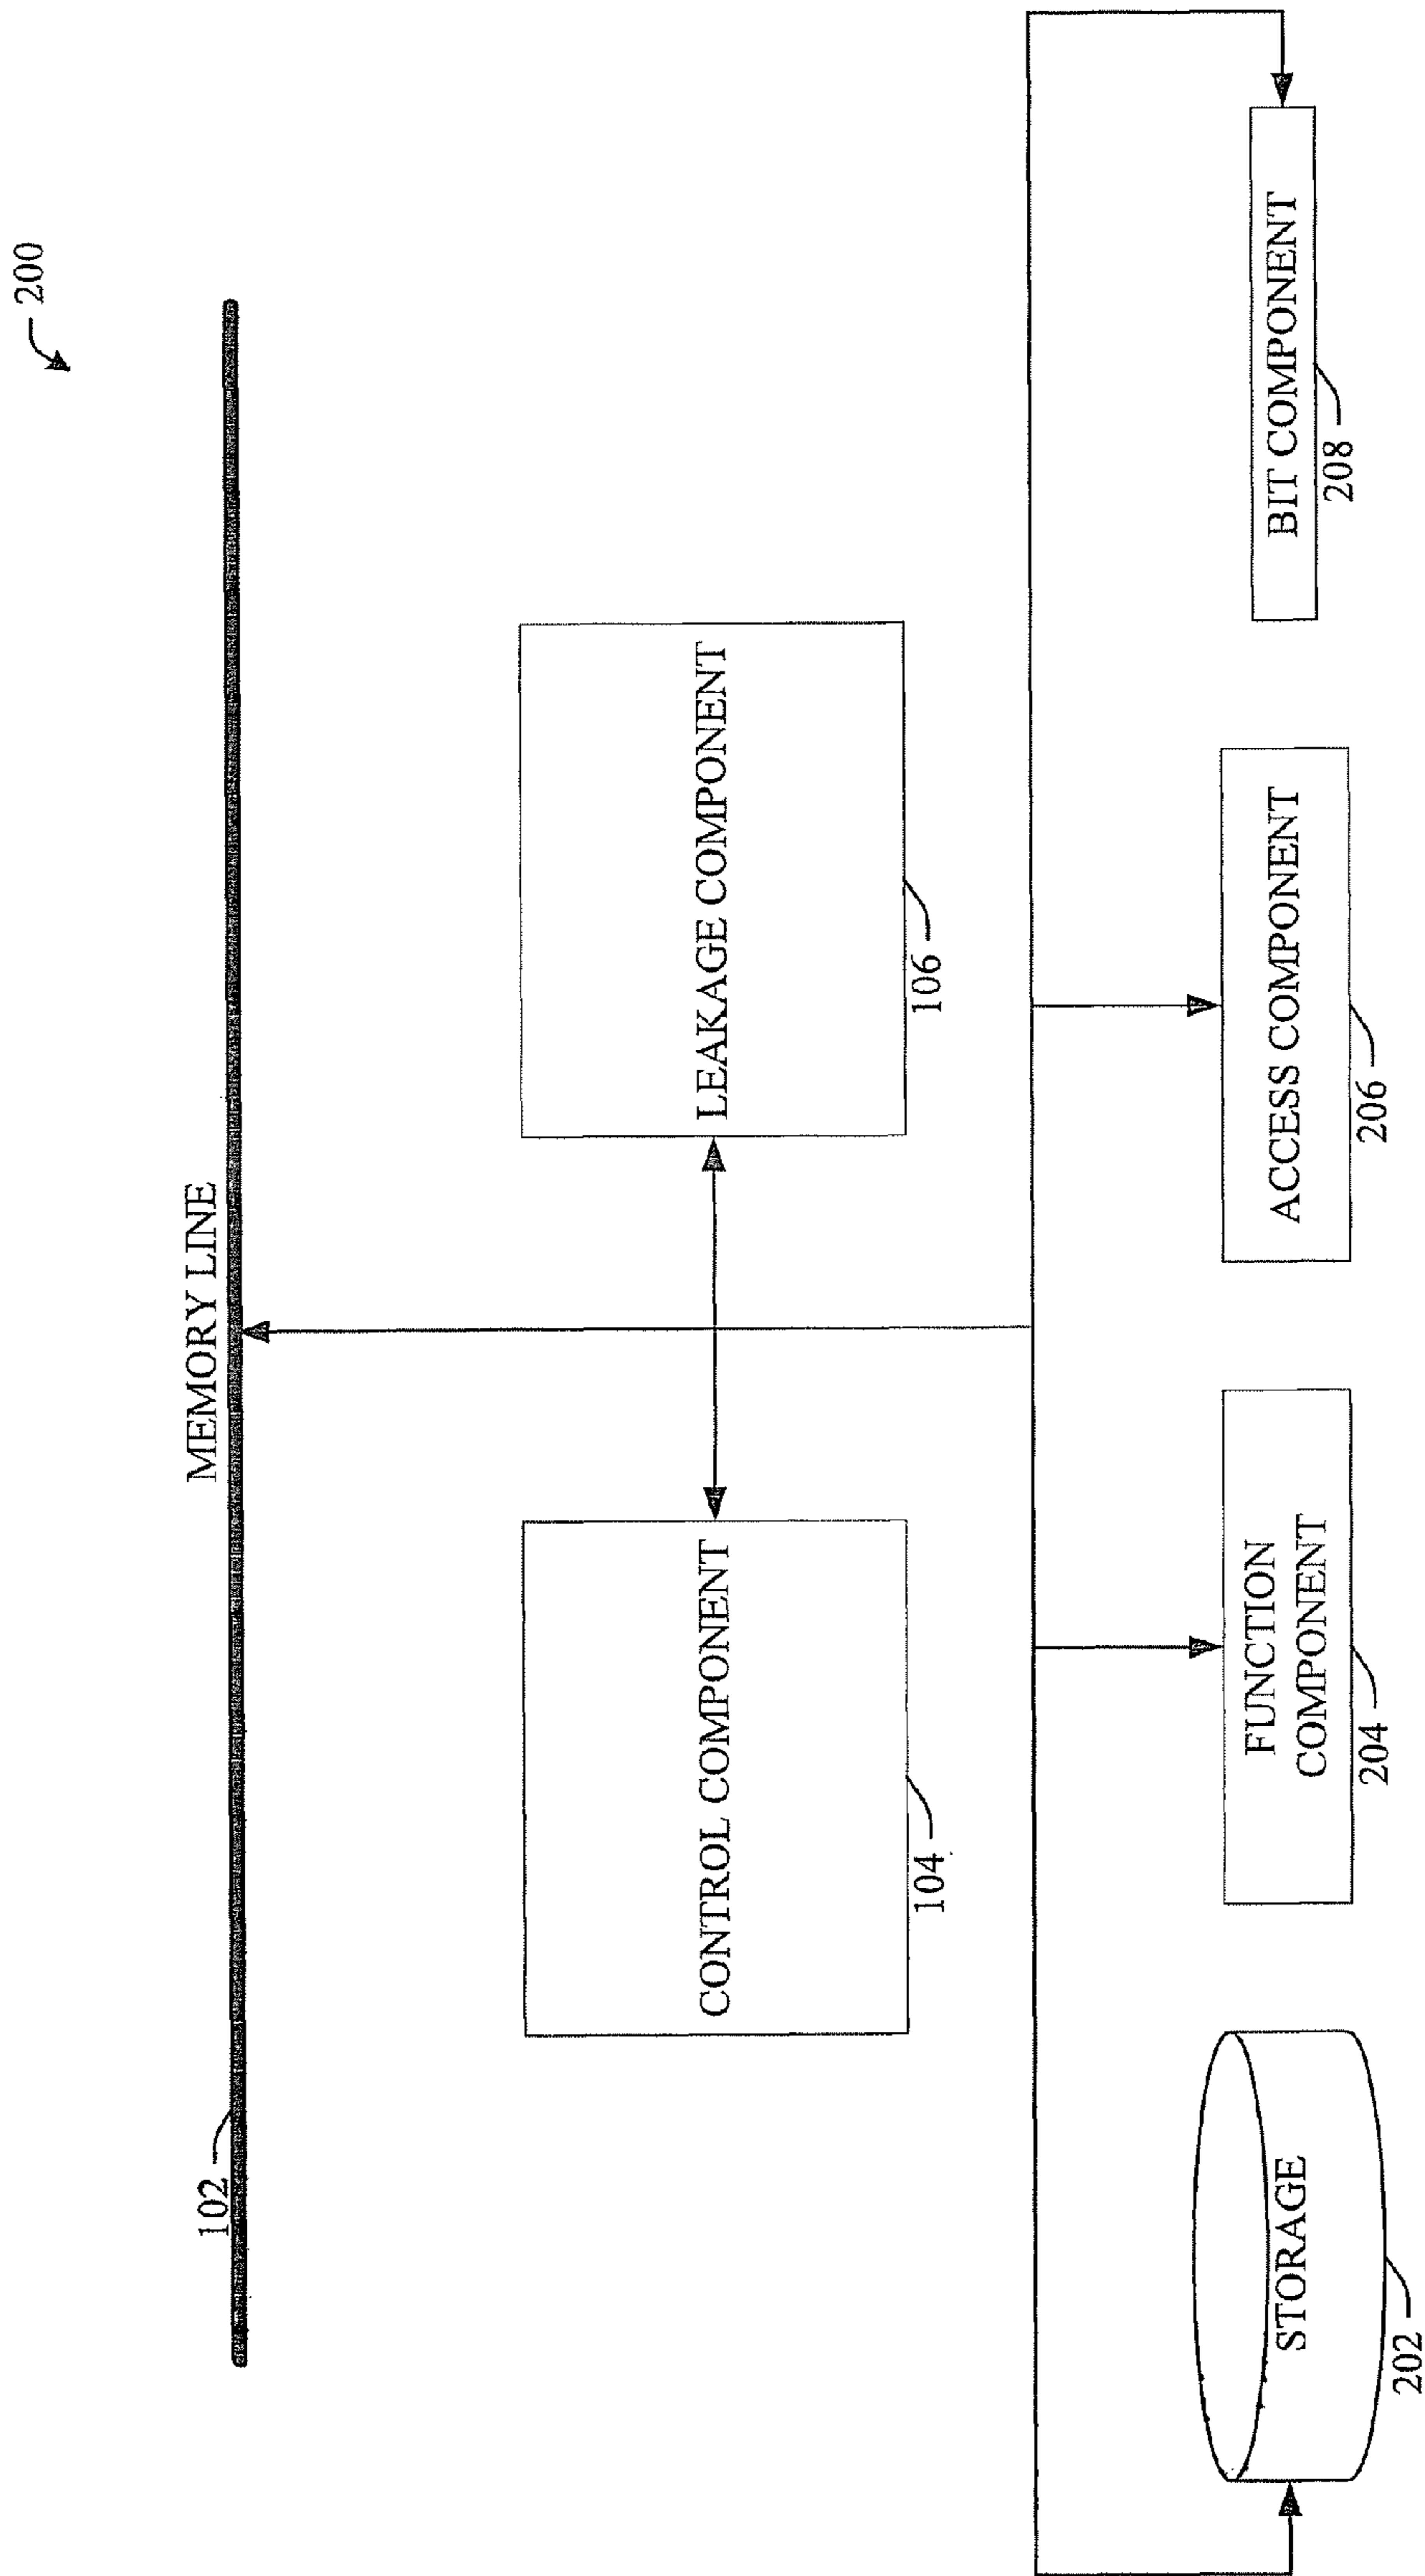 200
MEMORY LINE
102
CONTROL COMPONENT
104
LEAKAGE COMPONENT
106
STORAGE
202
FUNCTION
COMPONENT
204
ACCESS COMPONENT
206
BIT COMPONENT
208